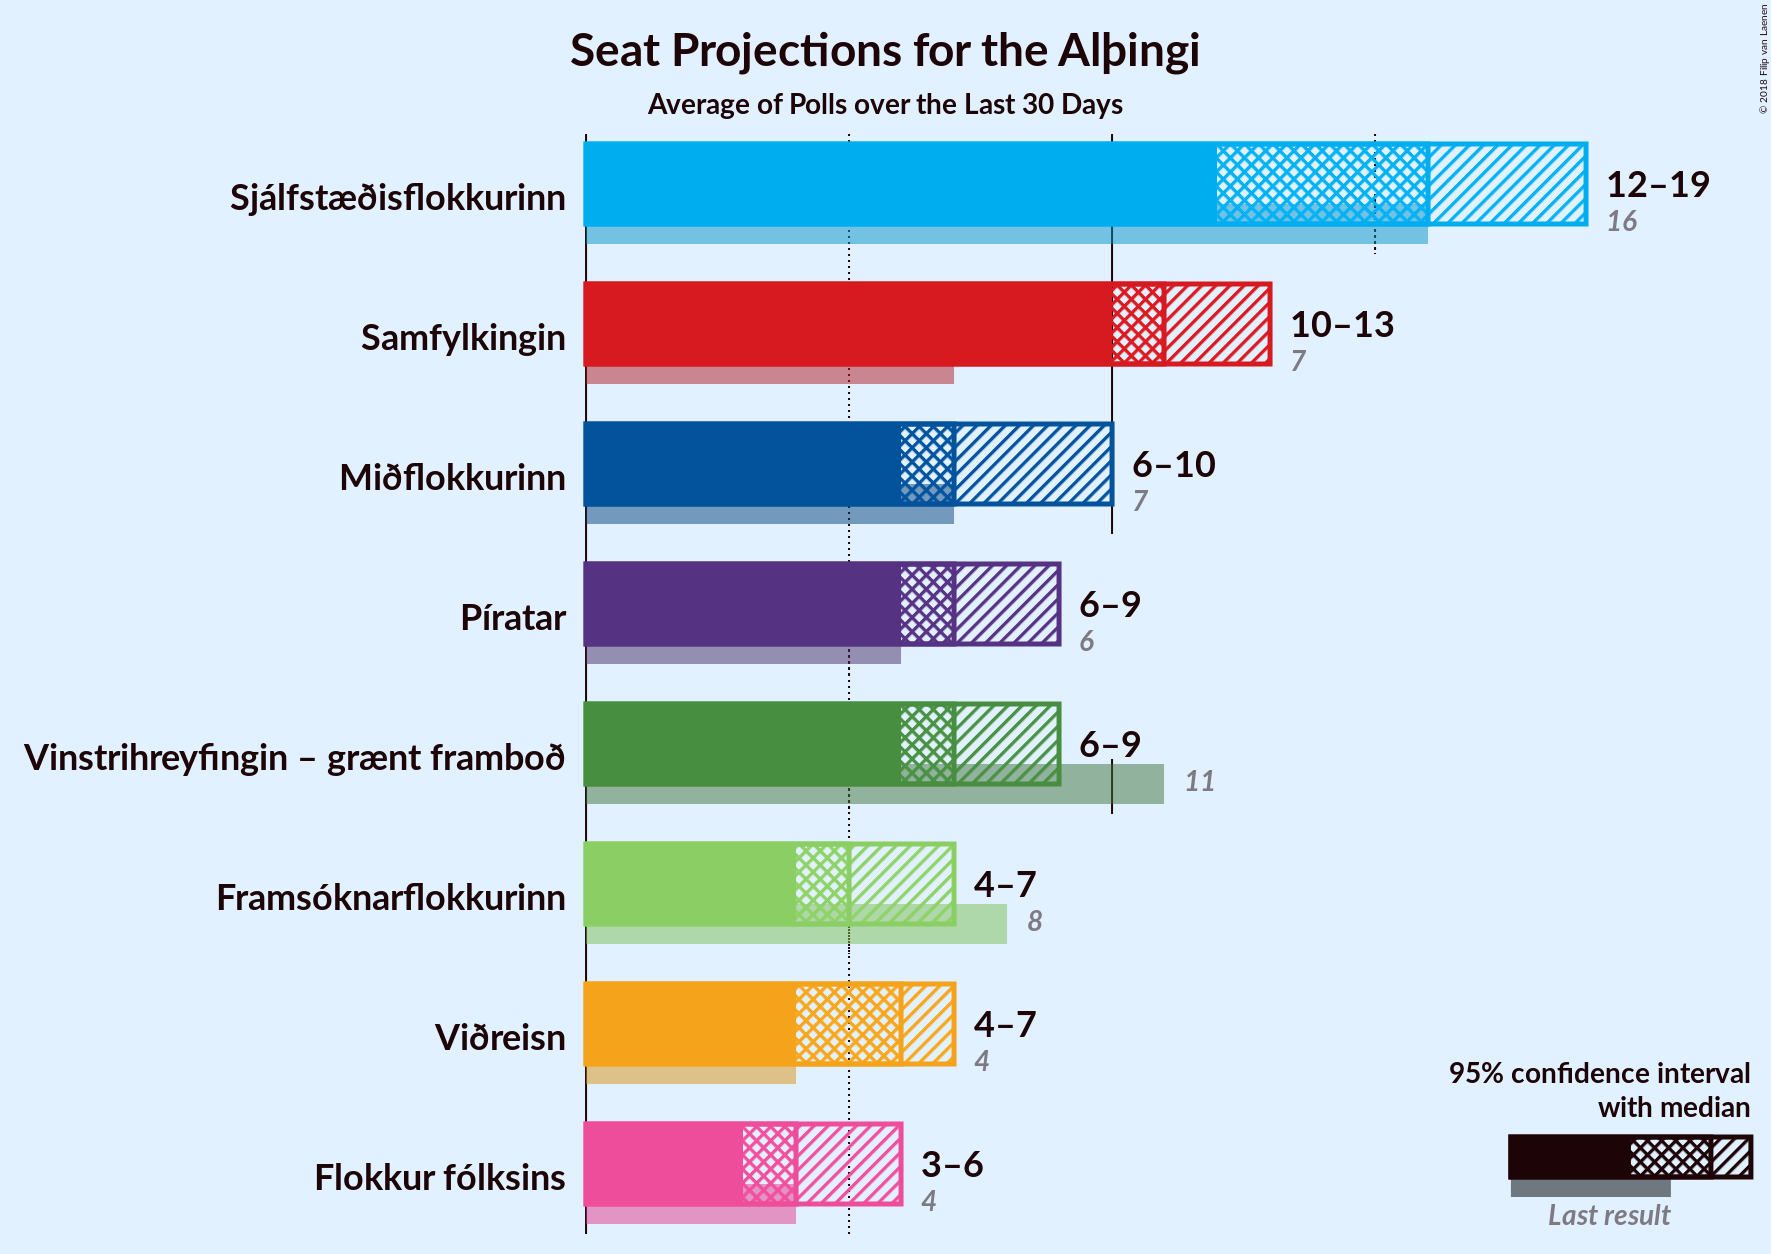 Seat Projections for the Alþingi
Average of Polls over the Last 30 Days
© 2018 Filip van Laenen
Sjálfstæðisflokkurinn
12–19
16
Samfylkingin
10–13
7
Miðflokkurinn
6–10
7
Píratar
6–9
6
Vinstrihreyfingin – grænt framboð
6–9
11
Framsóknarflokkurinn
4–7
8
Viðreisn
4–7
4
Flokkur fólksins
3–6
4
95% confidence interval
with median
Last result